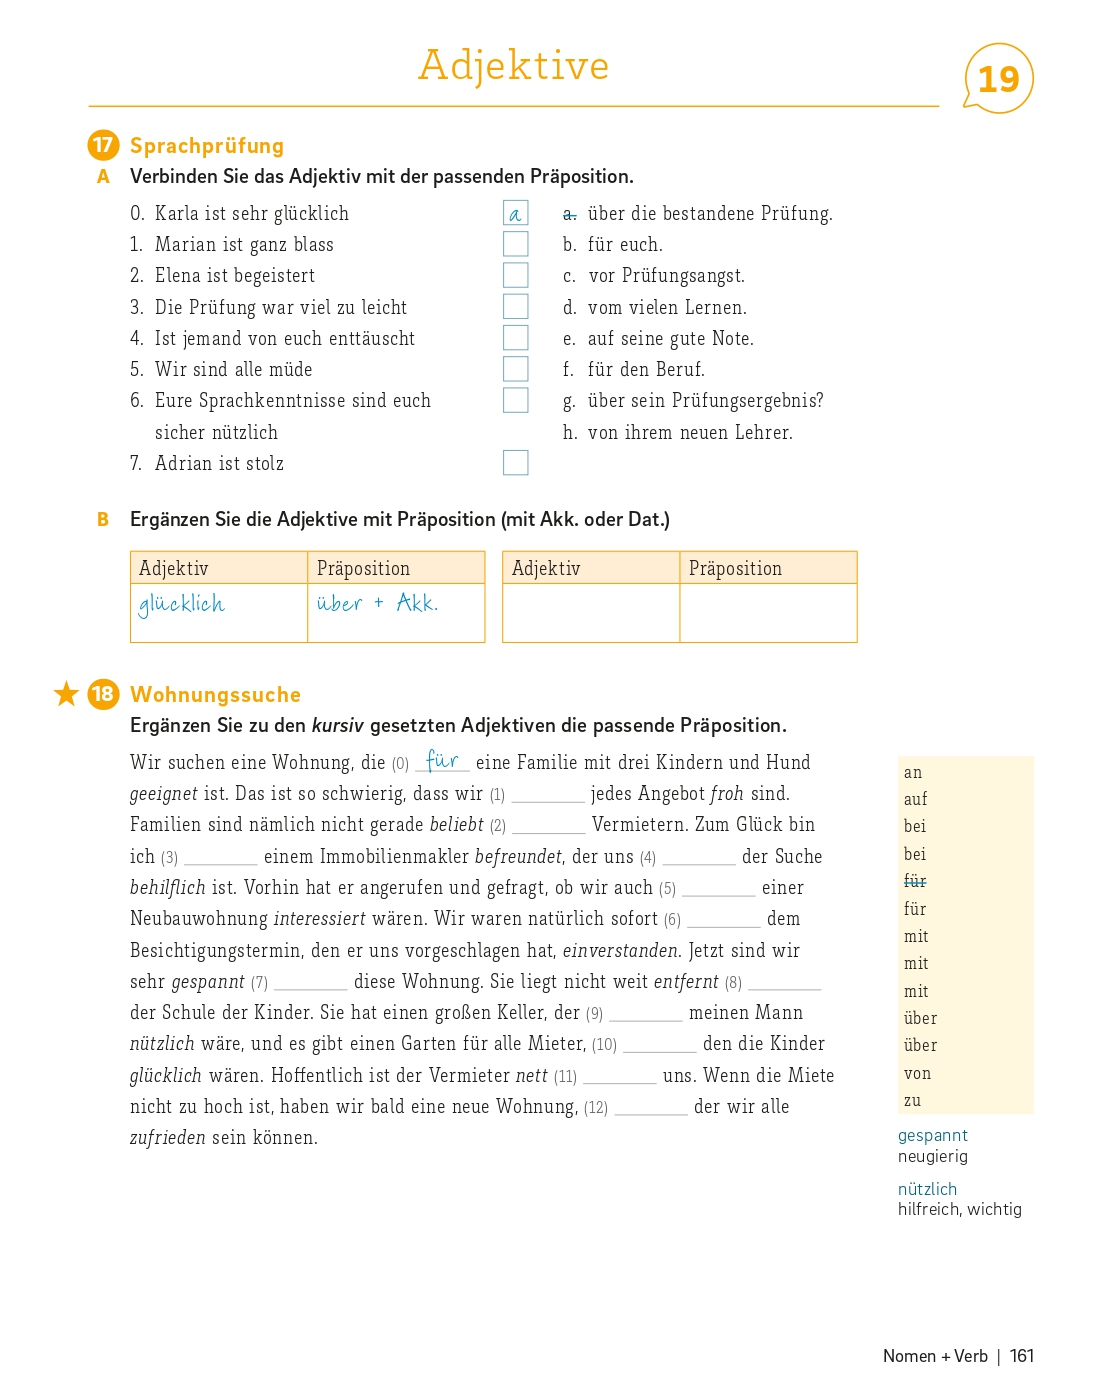 Adjektive
19
17 Sprachprüfung
A Verbinden Sie das Adjektiv mit der passenden Präposition.
0. Karla ist sehr glücklich a a. über die bestandene Prüfung.
1. Marian ist ganz blass b. für euch.
2. Elena ist begeistert c. vor Prüfungsangst.
3. Die Prüfung war viel zu leicht d. vom vielen Lernen.
4. Ist jemand von euch enttäuscht e. auf seine gute Note.
5. Wir sind alle müde f. für den Beruf.
6. Eure Sprachkenntnisse sind euch g. über sein Prüfungsergebnis?
sicher nützlich h. von ihrem neuen Lehrer.
7. Adrian ist stolz
B Ergänzen Sie die Adjektive mit Präposition (mit Akk. oder Dat.)
Adjektiv Präposition Adjektiv Präposition
glücklich über + Akk.
18 Wohnungssuche
Ergänzen Sie zu den kursiv gesetzten Adjektiven die passende Präposition.
Wir suchen eine Wohnung, die (0) für eine Familie mit drei Kindern und Hund
geeignet ist. Das ist so schwierig, dass wir (1) ________ jedes Angebot froh sind.
Familien sind nämlich nicht gerade beliebt (2) ________ Vermietern. Zum Glück bin
ich (3) ________ einem Immobilienmakler befreundet, der uns (4) ________ der Suche
behilflich ist. Vorhin hat er angerufen und gefragt, ob wir auch (5) ________ einer
Neubauwohnung interessiert wären. Wir waren natürlich sofort (6) ________ dem
Besichtigungstermin, den er uns vorgeschlagen hat, einverstanden. Jetzt sind wir
sehr gespannt (7) ________ diese Wohnung. Sie liegt nicht weit entfernt (8) ________
der Schule der Kinder. Sie hat einen großen Keller, der (9) ________ meinen Mann
nützlich wäre, und es gibt einen Garten für alle Mieter, (10) ________ den die Kinder
glücklich wären. Hoffentlich ist der Vermieter nett (11) ________ uns. Wenn die Miete
nicht zu hoch ist, haben wir bald eine neue Wohnung, (12) ________ der wir alle
zufrieden sein können.
an
auf
bei
bei
für
für
mit
mit
mit
über
über
von
zu
gespannt
neugierig
nützlich
hilfreich, wichtig
Nomen + Verb | 161